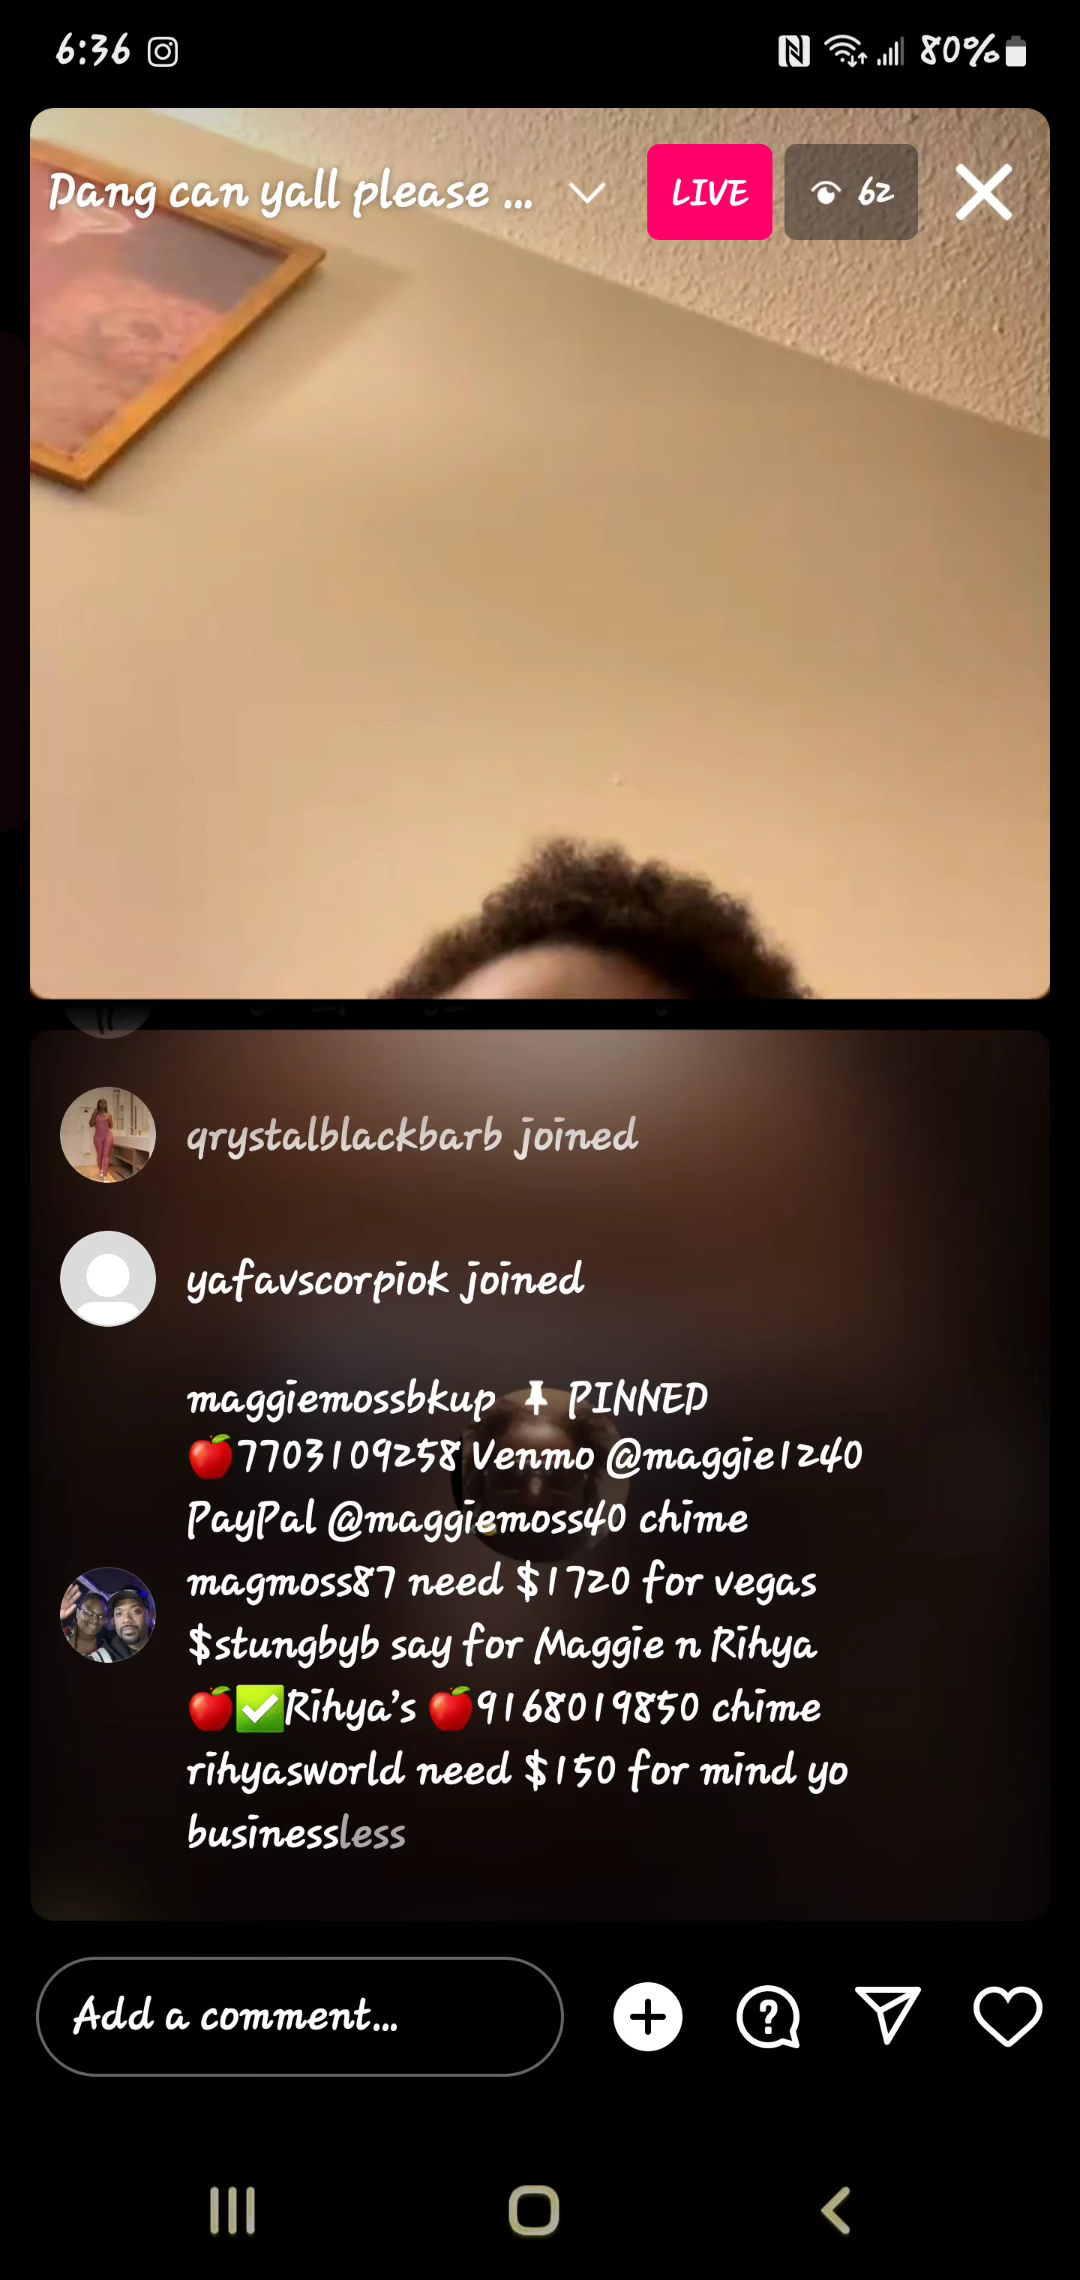 6:36
80%
Dang can yall please ...
LIVE
62
qrystalblackbarb joined
yafavscorpiok joined
maggiemossbkup 📌 PINNED
🍎7703109258 Venmo @maggie1240
PayPal @maggiemoss40 chime
magmoss87 need $1720 for vegas
$stungbyb say for Maggie n Rihya
🍎✅Rihya’s 🍎9168019850 chime
rihyasworld need $150 for mind yo
businessless
Add a comment...